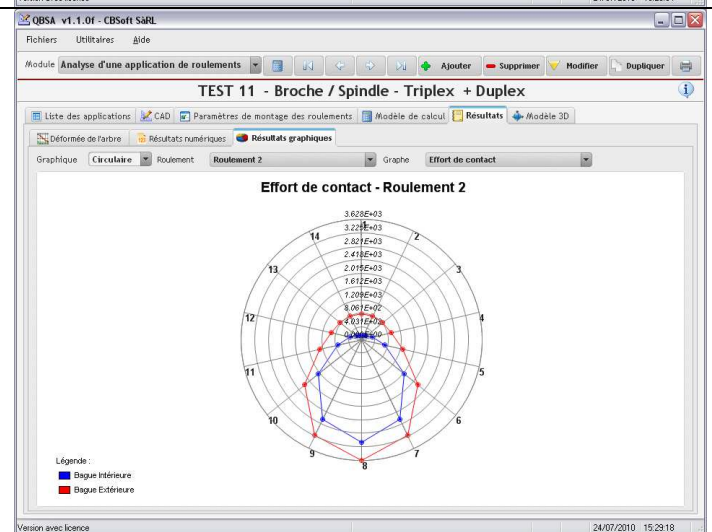 QBSA v1.1.0f - CBSoft SàRL
Fichiers Utilitaires Aide
Module Analyse d'une application de roulements Ajouter Supprimer Modifier Dupliquer
TEST 11 - Broche / Spindle - Triplex + Duplex
Liste des applications CAD Paramètres de montage des roulements Modèle de calcul Résultats Modèle 3D
Déformée de l'arbre Résultats numériques Résultats graphiques
Graphique Circulaire Roulement Roulement 2 Graphe Effort de contact
Effort de contact - Roulement 2
3.628E+03
3.225E+03
14 2.821E+03 2
2.418E+03
13 2.015E+03 3
1.612E+03
1.209E+03
12 8.061E+02 4
4.031E+02
0.000E+00
11 5
10 6
9 7
8
Légende :
Bague Intérieure
Bague Extérieure
Version avec licence 24/07/2010 15:29:18